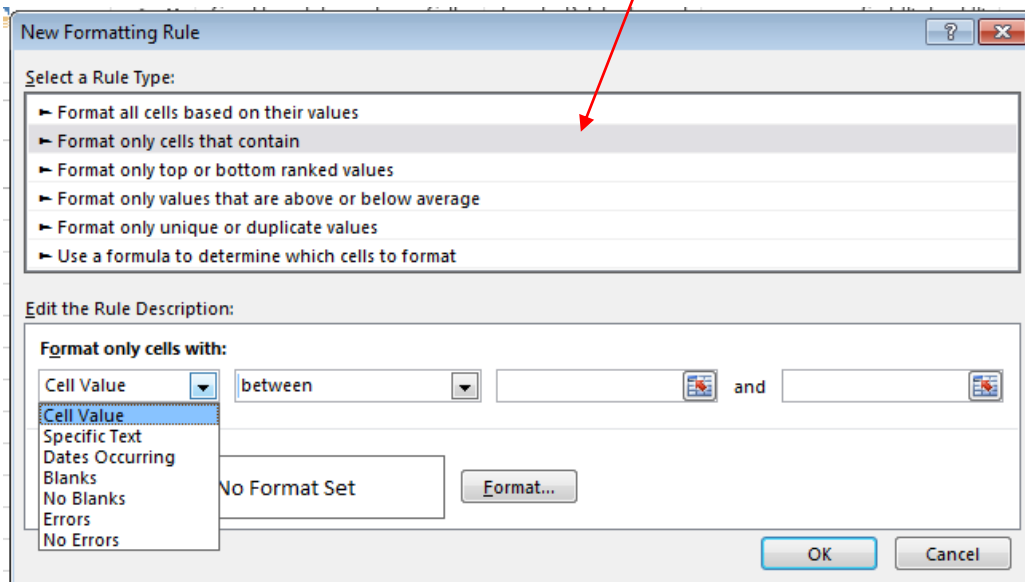 New Formatting Rule
Select a Rule Type:
► Format all cells based on their values
► Format only cells that contain
► Format only top or bottom ranked values
► Format only values that are above or below average
► Format only unique or duplicate values
► Use a formula to determine which cells to format
Edit the Rule Description:
Format only cells with:
Cell Value between and
Cell Value
Specific Text
Dates Occurring
Blanks
No Blanks
Errors
No Errors
No Format Set Format...
OK Cancel